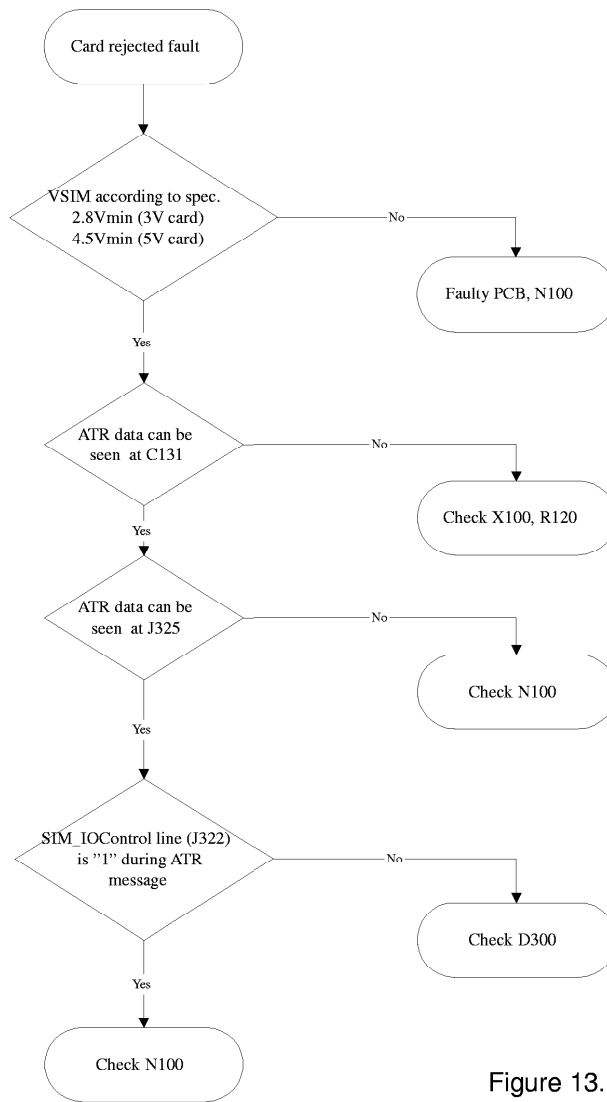 Card rejected fault
VSIM according to spec.
2.8Vmin (3V card)
4.5Vmin (5V card)
No
Faulty PCB, N100
Yes
ATR data can be
seen at C131
No
Check X100, R120
Yes
ATR data can be
seen at J325
No
Check N100
Yes
SIM_IOControl line (J322)
is "1" during ATR
message
No
Check D300
Yes
Check N100
Figure 13.